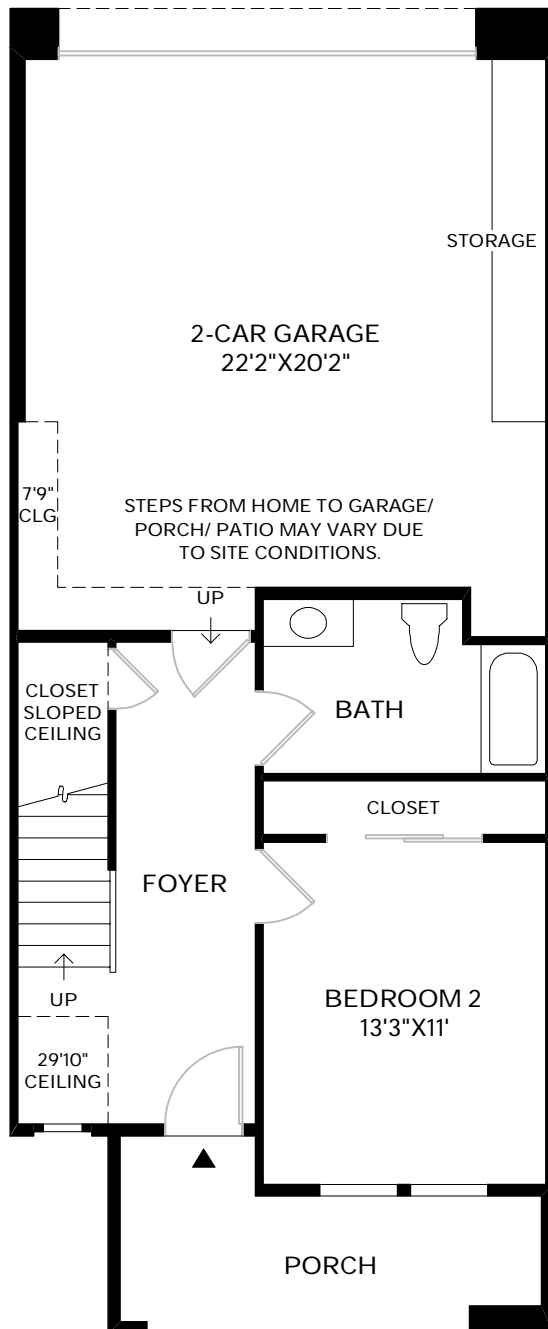 STORAGE
2-CAR GARAGE
22'2"X20'2"
7'9"
CLG
STEPS FROM HOME TO GARAGE/
PORCH/ PATIO MAY VARY DUE
TO SITE CONDITIONS.
UP
CLOSET
SLOPED
CEILING
BATH
CLOSET
FOYER
UP
BEDROOM 2
13'3"X11'
29'10"
CEILING
PORCH